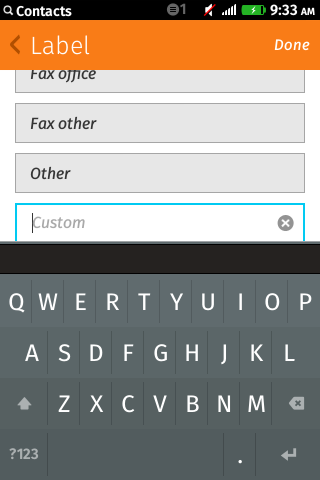 Contacts 1 9:33 AM
Label Done
Fax office
Fax other
Other
Custom
Q W E R T Y U I O P
A S D F G H J K L
Z X C V B N M
?123 .